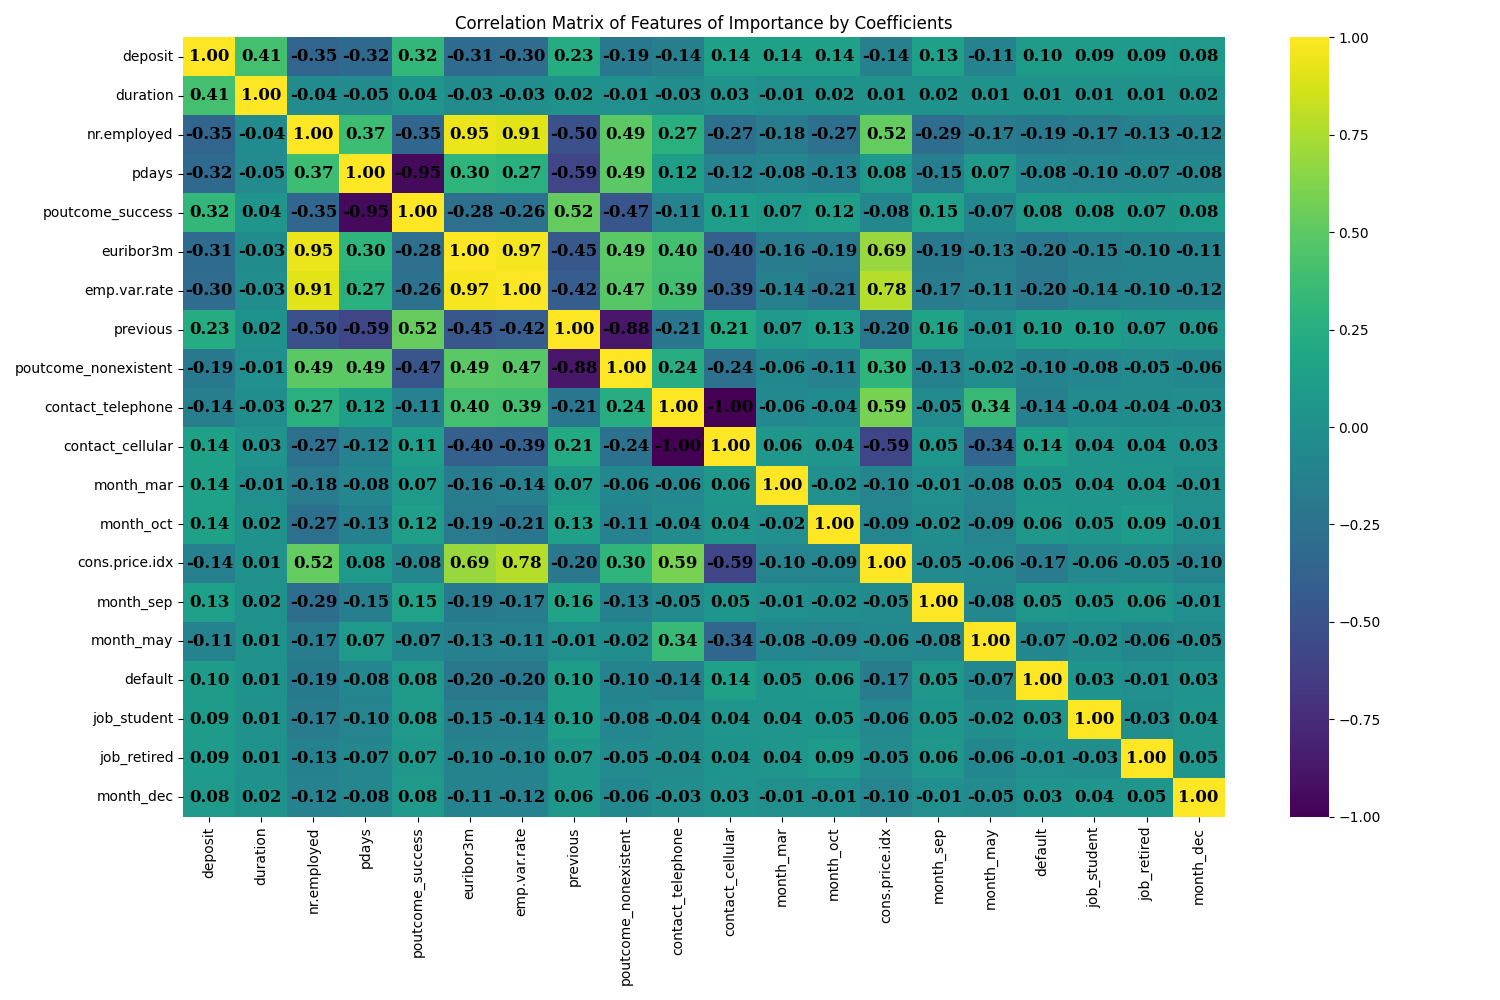 Correlation Matrix of Features of Importance by Coefficients
deposit 1.00 0.41 -0.35 -0.32 0.32 -0.31 -0.30 0.23 -0.19 -0.14 0.14 0.14 0.14 -0.14 0.13 -0.11 0.10 0.09 0.09 0.08
duration 0.41 1.00 -0.04 -0.05 0.04 -0.03 -0.03 0.02 -0.01 -0.03 0.03 -0.01 0.02 0.01 0.02 0.01 0.01 0.01 0.01 0.02
nr.employed -0.35 -0.04 1.00 0.37 -0.35 0.95 0.91 -0.50 0.49 0.27 -0.27 -0.18 -0.27 0.52 -0.29 -0.17 -0.19 -0.17 -0.13 -0.12
pdays -0.32 -0.05 0.37 1.00 -0.95 0.30 0.27 -0.59 0.49 0.12 -0.12 -0.08 -0.13 0.08 -0.15 0.07 -0.08 -0.10 -0.07 -0.08
poutcome_success 0.32 0.04 -0.35 -0.95 1.00 -0.28 -0.26 0.52 -0.47 -0.11 0.11 0.07 0.12 -0.08 0.15 -0.07 0.08 0.08 0.07 0.08
euribor3m -0.31 -0.03 0.95 0.30 -0.28 1.00 0.97 -0.45 0.49 0.40 -0.40 -0.16 -0.19 0.69 -0.19 -0.13 -0.20 -0.15 -0.10 -0.11
emp.var.rate -0.30 -0.03 0.91 0.27 -0.26 0.97 1.00 -0.42 0.47 0.39 -0.39 -0.14 -0.21 0.78 -0.17 -0.11 -0.20 -0.14 -0.10 -0.12
previous 0.23 0.02 -0.50 -0.59 0.52 -0.45 -0.42 1.00 -0.88 -0.21 0.21 0.07 0.13 -0.20 0.16 -0.01 0.10 0.10 0.07 0.06
poutcome_nonexistent -0.19 -0.01 0.49 0.49 -0.47 0.49 0.47 -0.88 1.00 0.24 -0.24 -0.06 -0.11 0.30 -0.13 -0.02 -0.10 -0.08 -0.05 -0.06
contact_telephone -0.14 -0.03 0.27 0.12 -0.11 0.40 0.39 -0.21 0.24 1.00 -1.00 -0.06 -0.04 0.59 -0.05 0.34 -0.14 -0.04 -0.04 -0.03
contact_cellular 0.14 0.03 -0.27 -0.12 0.11 -0.40 -0.39 0.21 -0.24 -1.00 1.00 0.06 0.04 -0.59 0.05 -0.34 0.14 0.04 0.04 0.03
month_mar 0.14 -0.01 -0.18 -0.08 0.07 -0.16 -0.14 0.07 -0.06 -0.06 0.06 1.00 -0.02 -0.10 -0.01 -0.08 0.05 0.04 0.04 -0.01
month_oct 0.14 0.02 -0.27 -0.13 0.12 -0.19 -0.21 0.13 -0.11 -0.04 0.04 -0.02 1.00 -0.09 -0.02 -0.09 0.06 0.05 0.09 -0.01
cons.price.idx -0.14 0.01 0.52 0.08 -0.08 0.69 0.78 -0.20 0.30 0.59 -0.59 -0.10 -0.09 1.00 -0.05 -0.06 -0.17 -0.06 -0.05 -0.10
month_sep 0.13 0.02 -0.29 -0.15 0.15 -0.19 -0.17 0.16 -0.13 -0.05 0.05 -0.01 -0.02 -0.05 1.00 -0.08 0.05 0.05 0.06 -0.01
month_may -0.11 0.01 -0.17 0.07 -0.07 -0.13 -0.11 -0.01 -0.02 0.34 -0.34 -0.08 -0.09 -0.06 -0.08 1.00 -0.07 -0.02 -0.06 -0.05
default 0.10 0.01 -0.19 -0.08 0.08 -0.20 -0.20 0.10 -0.10 -0.14 0.14 0.05 0.06 -0.17 0.05 -0.07 1.00 0.03 -0.01 0.03
job_student 0.09 0.01 -0.17 -0.10 0.08 -0.15 -0.14 0.10 -0.08 -0.04 0.04 0.04 0.05 -0.06 0.05 -0.02 0.03 1.00 -0.03 0.04
job_retired 0.09 0.01 -0.13 -0.07 0.07 -0.10 -0.10 0.07 -0.05 -0.04 0.04 0.04 0.09 -0.05 0.06 -0.06 -0.01 -0.03 1.00 0.05
month_dec 0.08 0.02 -0.12 -0.08 0.08 -0.11 -0.12 0.06 -0.06 -0.03 0.03 -0.01 -0.01 -0.10 -0.01 -0.05 0.03 0.04 0.05 1.00
deposit
duration
nr.employed
pdays
poutcome_success
euribor3m
emp.var.rate
previous
poutcome_nonexistent
contact_telephone
contact_cellular
month_mar
month_oct
cons.price.idx
month_sep
month_may
default
job_student
job_retired
month_dec
1.00
0.75
0.50
0.25
0.00
−0.25
−0.50
−0.75
−1.00